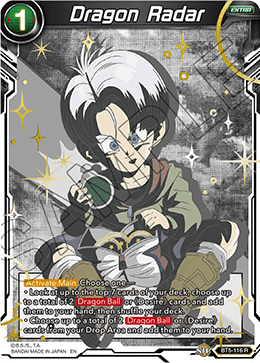 1
Dragon Radar
EXTRA
Activate:Main Choose one.
• Look at up to the top 7 cards of your deck, choose up
to a total of 2 Dragon Ball or《Desire》cards and add
them to your hand, then shuffle your deck.
• Choose up to a total of 2 Dragon Ball or《Desire》
cards from your Drop Area and add them to your hand.
©B.S./S., T.A.
BANDAI MADE IN JAPAN EN
BT5-116 R